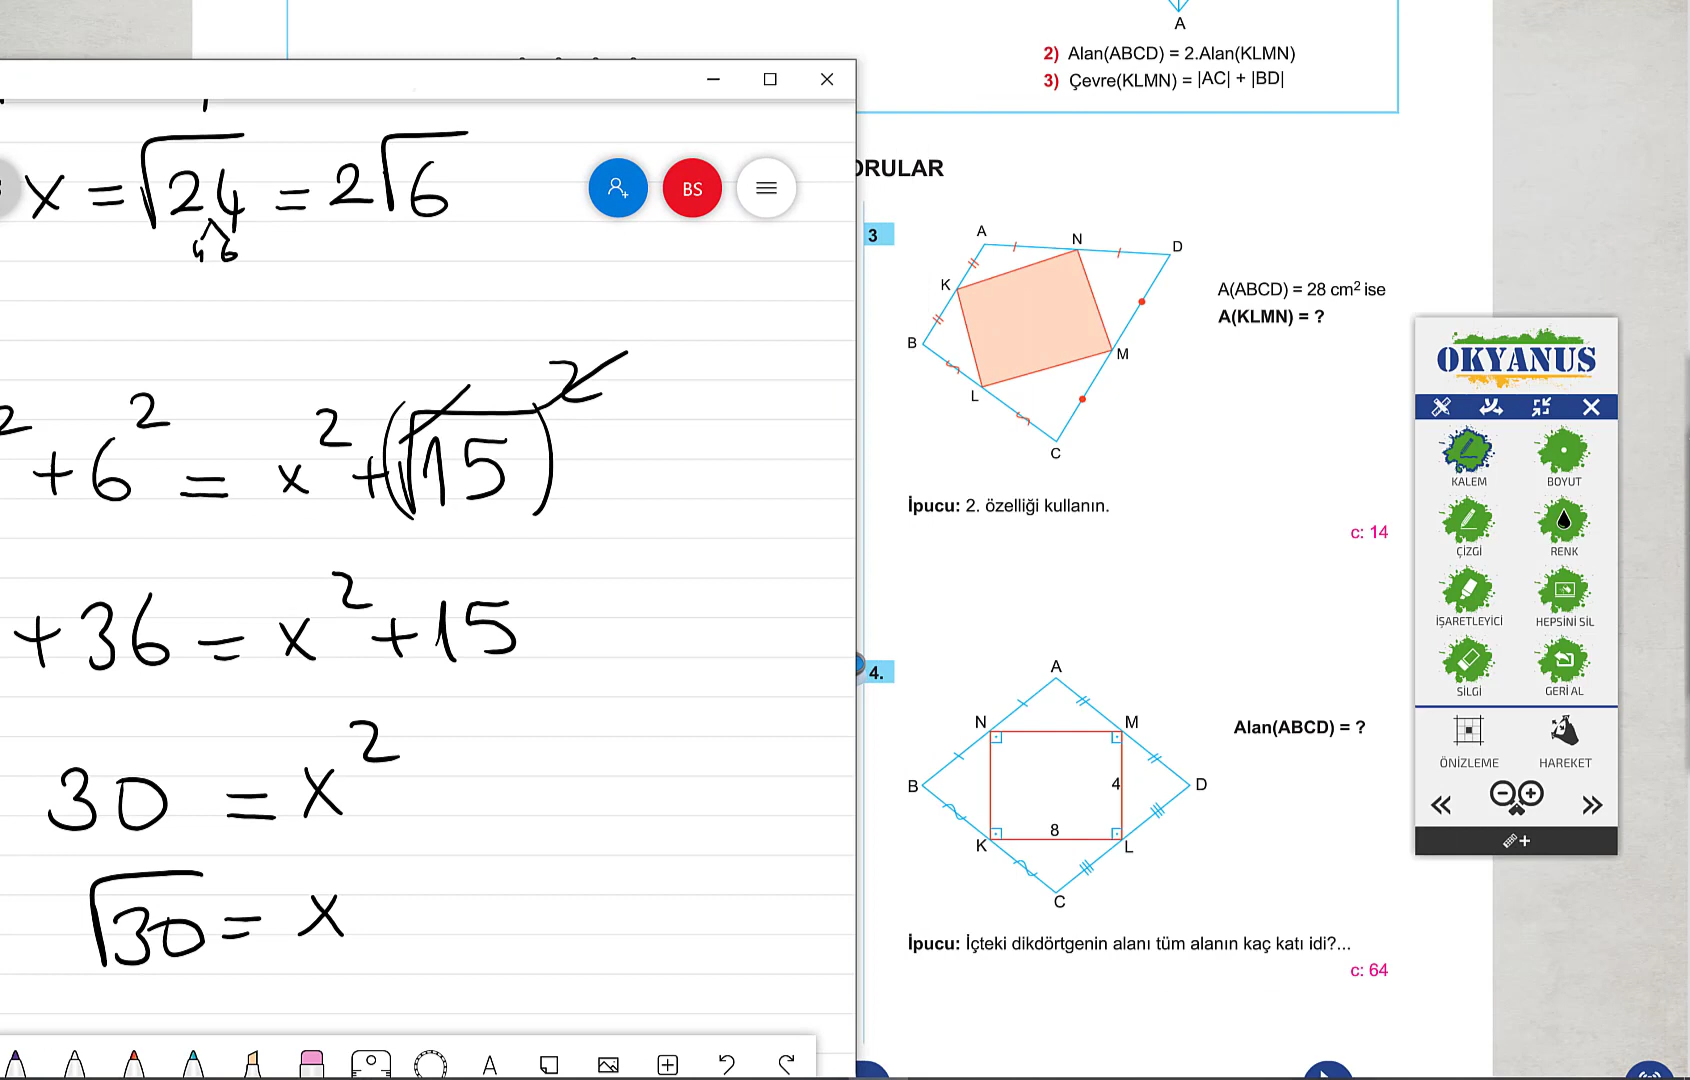 A
2) Alan(ABCD) = 2.Alan(KLMN)
3) Çevre(KLMN) = |AC| + |BD|
x = √24 = 2√6
4 6
BS
ORULAR
3
A
N
D
K
B
M
L
C
A(ABCD) = 28 cm² ise
A(KLMN) = ?
İpucu: 2. özelliği kullanın.
c: 14
2 + 6² = x² + (√15)²
+ 36 = x² + 15
30 = x²
√30 = x
4.
A
N
M
B
4
D
8
K
L
C
Alan(ABCD) = ?
İpucu: İçteki dikdörtgenin alanı tüm alanın kaç katı idi?...
c: 64
OKYANUS
KALEM
BOYUT
ÇİZGİ
RENK
İŞARETLEYİCİ
HEPSİNİ SİL
SİLGİ
GERİ AL
ÖNİZLEME
HAREKET
A